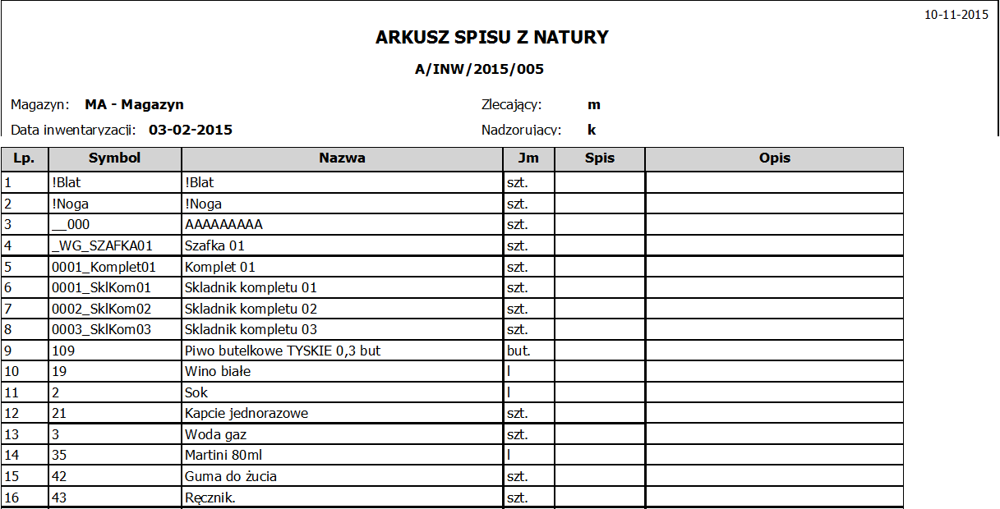 10-11-2015
ARKUSZ SPISU Z NATURY
A/INW/2015/005
Magazyn: MA - Magazyn Zlecający: m
Data inwentaryzacji: 03-02-2015 Nadzorujący: k
Lp. Symbol Nazwa Jm Spis Opis
1 !Blat !Blat szt.
2 !Noga !Noga szt.
3 __000 AAAAAAAAA szt.
4 _WG_SZAFKA01 Szafka 01 szt.
5 0001_Komplet01 Komplet 01 szt.
6 0001_SklKom01 Skladnik kompletu 01 szt.
7 0002_SklKom02 Skladnik kompletu 02 szt.
8 0003_SklKom03 Skladnik kompletu 03 szt.
9 109 Piwo butelkowe TYSKIE 0,3 but but.
10 19 Wino białe l
11 2 Sok l
12 21 Kapcie jednorazowe szt.
13 3 Woda gaz szt.
14 35 Martini 80ml l
15 42 Guma do żucia szt.
16 43 Ręcznik. szt.